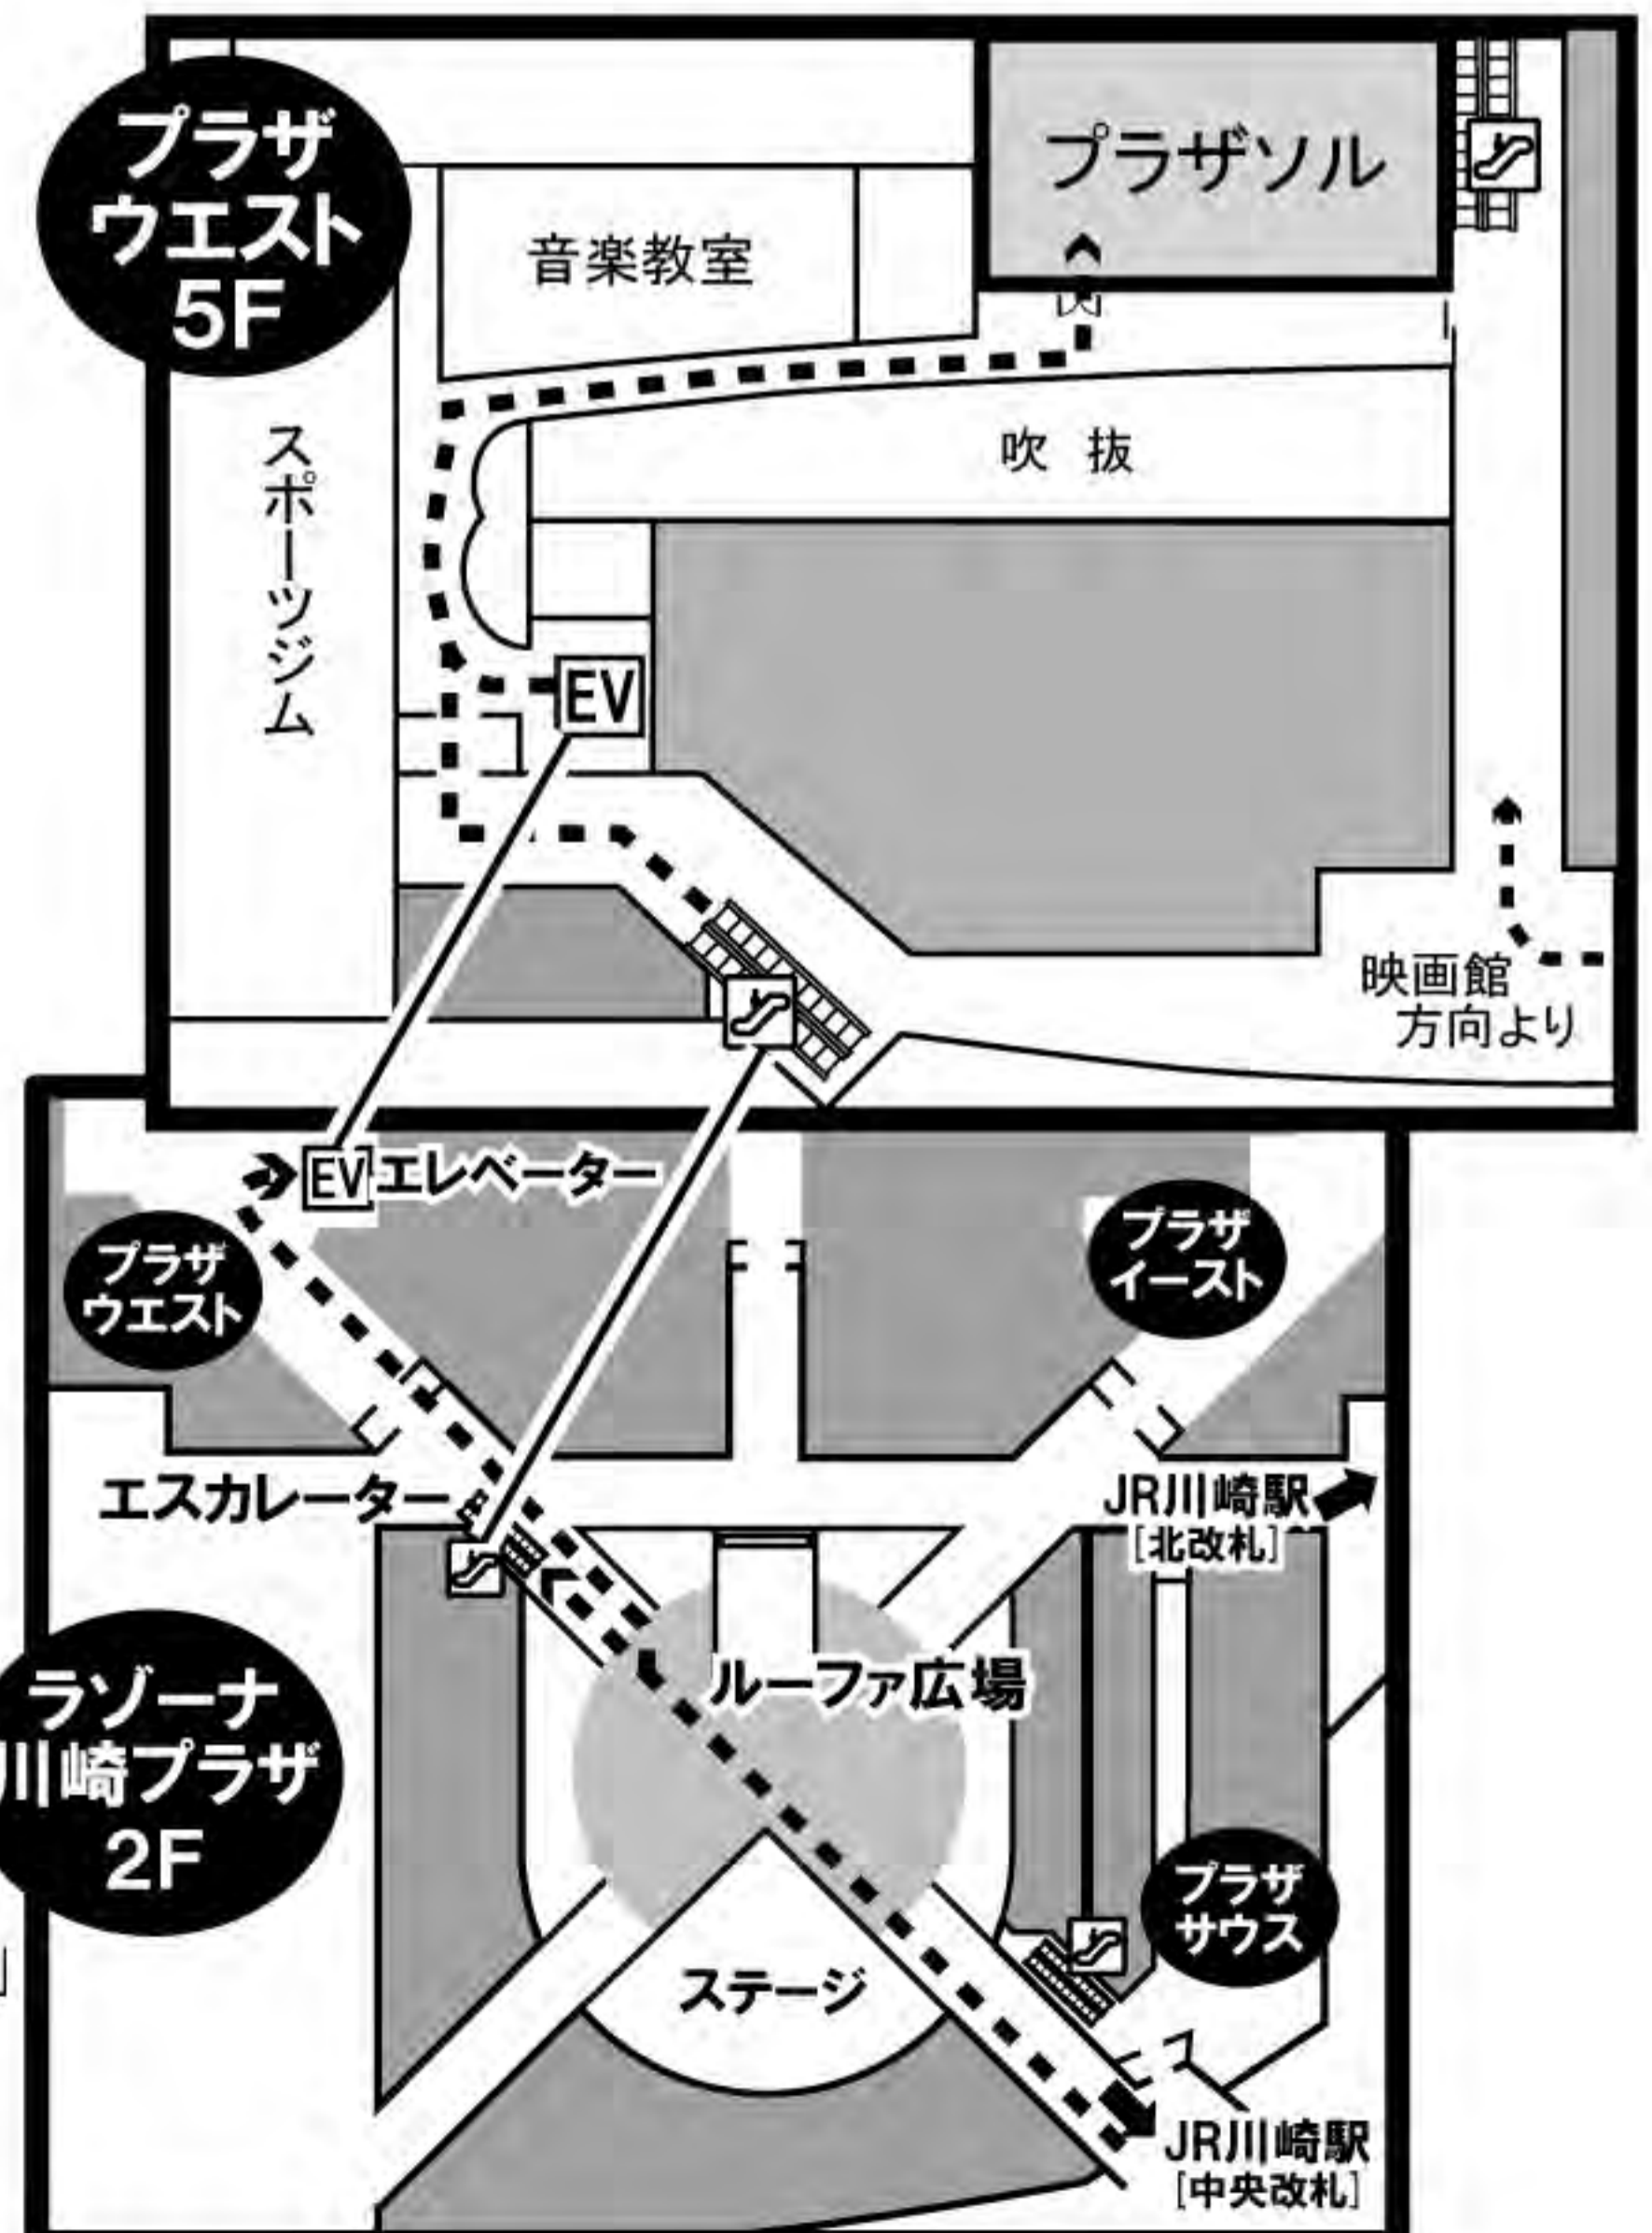 プラザ
ウエスト
5F
プラザソル
音楽教室
吹 抜
スポーツジム
EV
映画館
方向より
EV エレベーター
プラザ
ウエスト
プラザ
イースト
エスカレーター
JR川崎駅
[北改札]
ルーファ広場
ラゾーナ
川崎プラザ
2F
プラザ
サウス
ステージ
JR川崎駅
[中央改札]